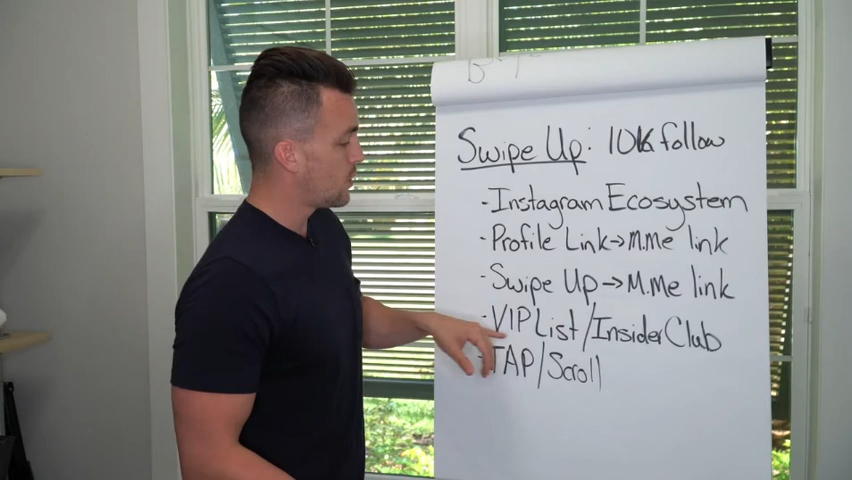 Swipe Up: 10K follow
-Instagram Ecosystem
-Profile Link→M.me link
-Swipe Up→M.Me link
-VIP List/Insider Club
-TAP/Scroll